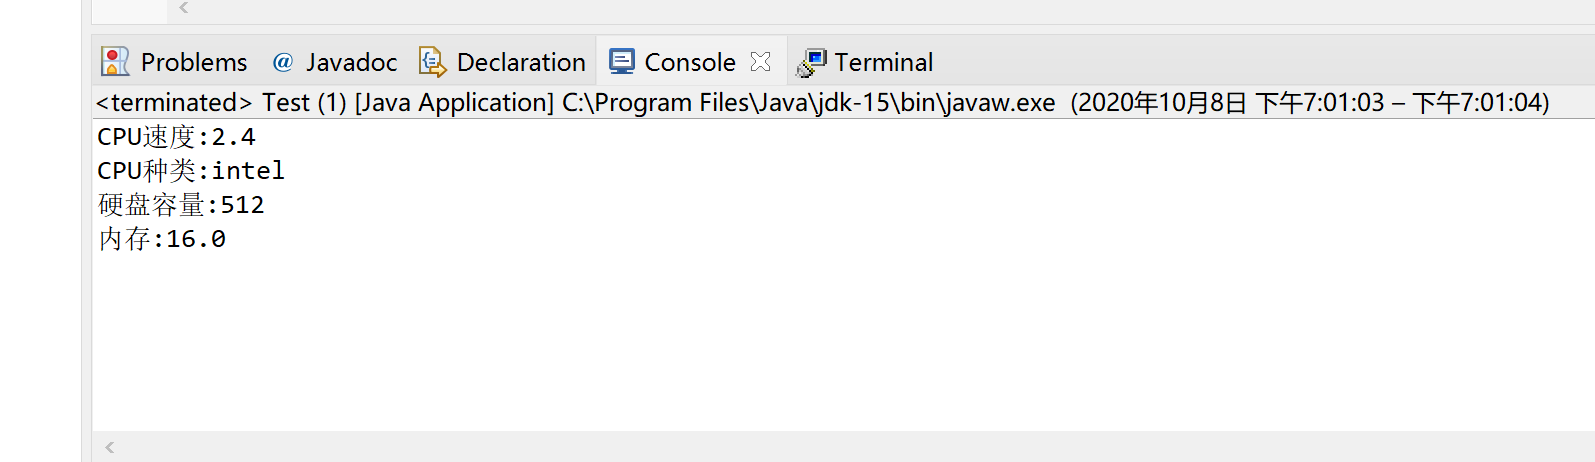 Problems @ Javadoc Declaration Console Terminal
<terminated> Test (1) [Java Application] C:\Program Files\Java\jdk-15\bin\javaw.exe (2020年10月8日 下午7:01:03 – 下午7:01:04)
CPU速度:2.4
CPU种类:intel
硬盘容量:512
内存:16.0